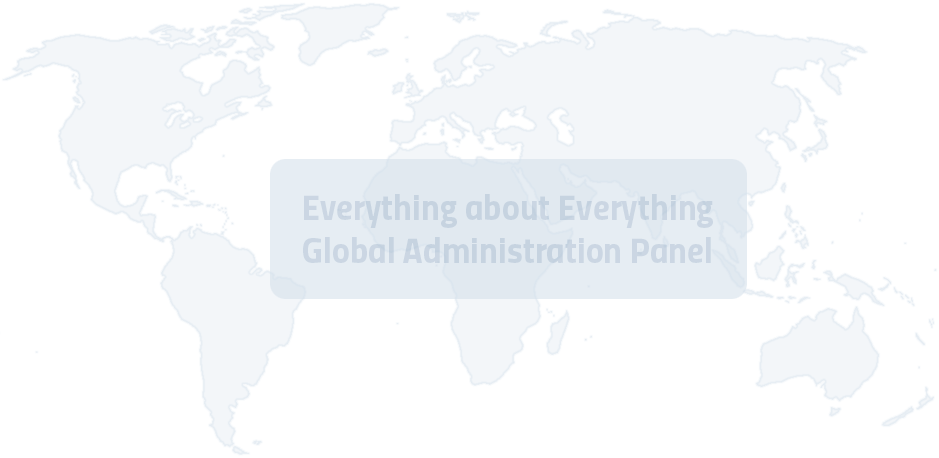 Everything about Everything
Global Administration Panel